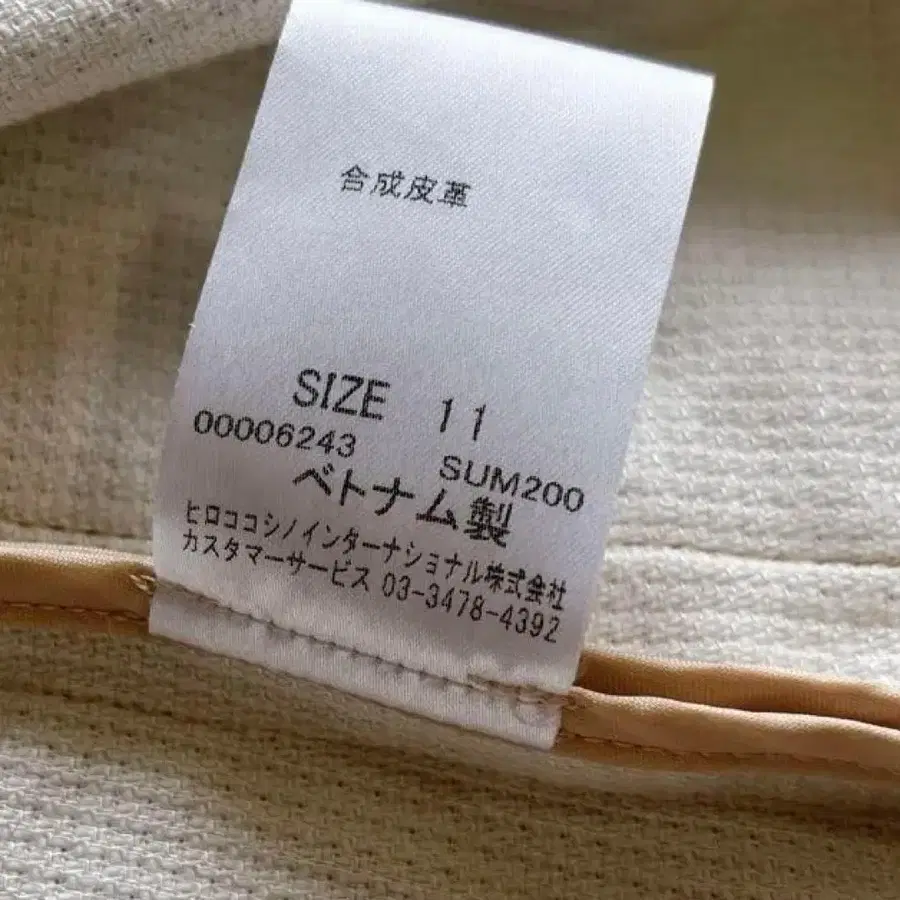 合成皮革
SIZE 11
00006243 SUM200
ベトナム製
ヒロココシノインターナショナル株式会社
カスタマーサービス 03-3478-4392